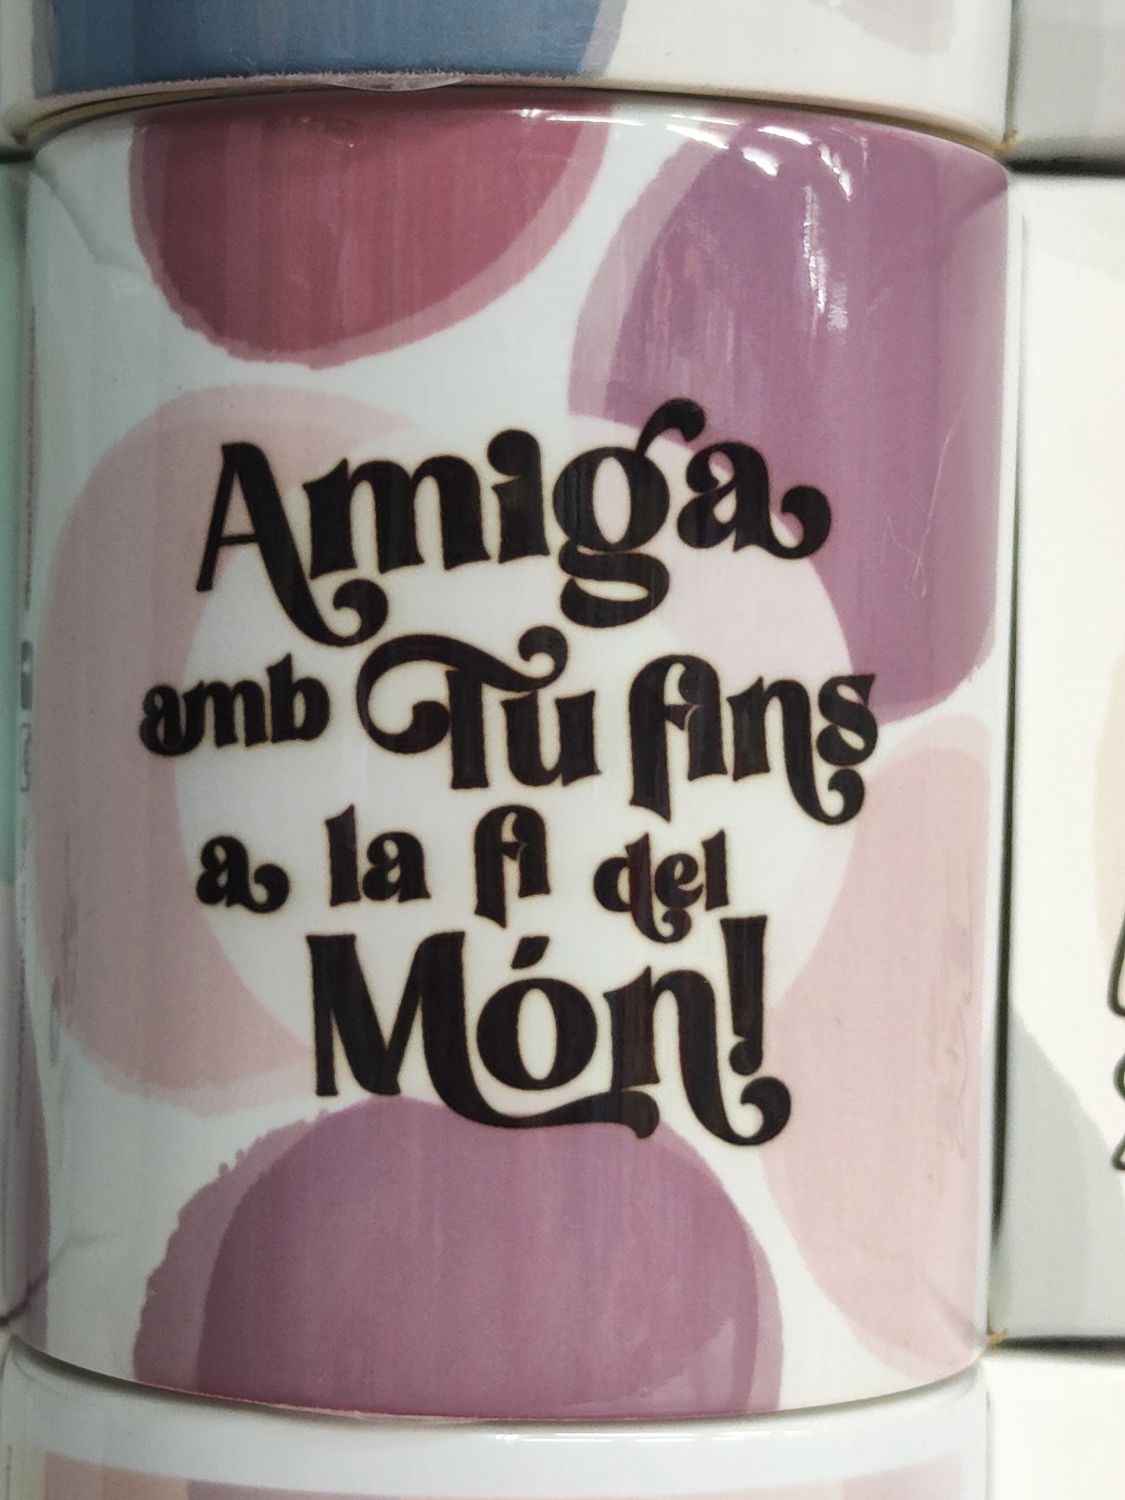 Amiga
amb Tu fins
a la fi del
Món!